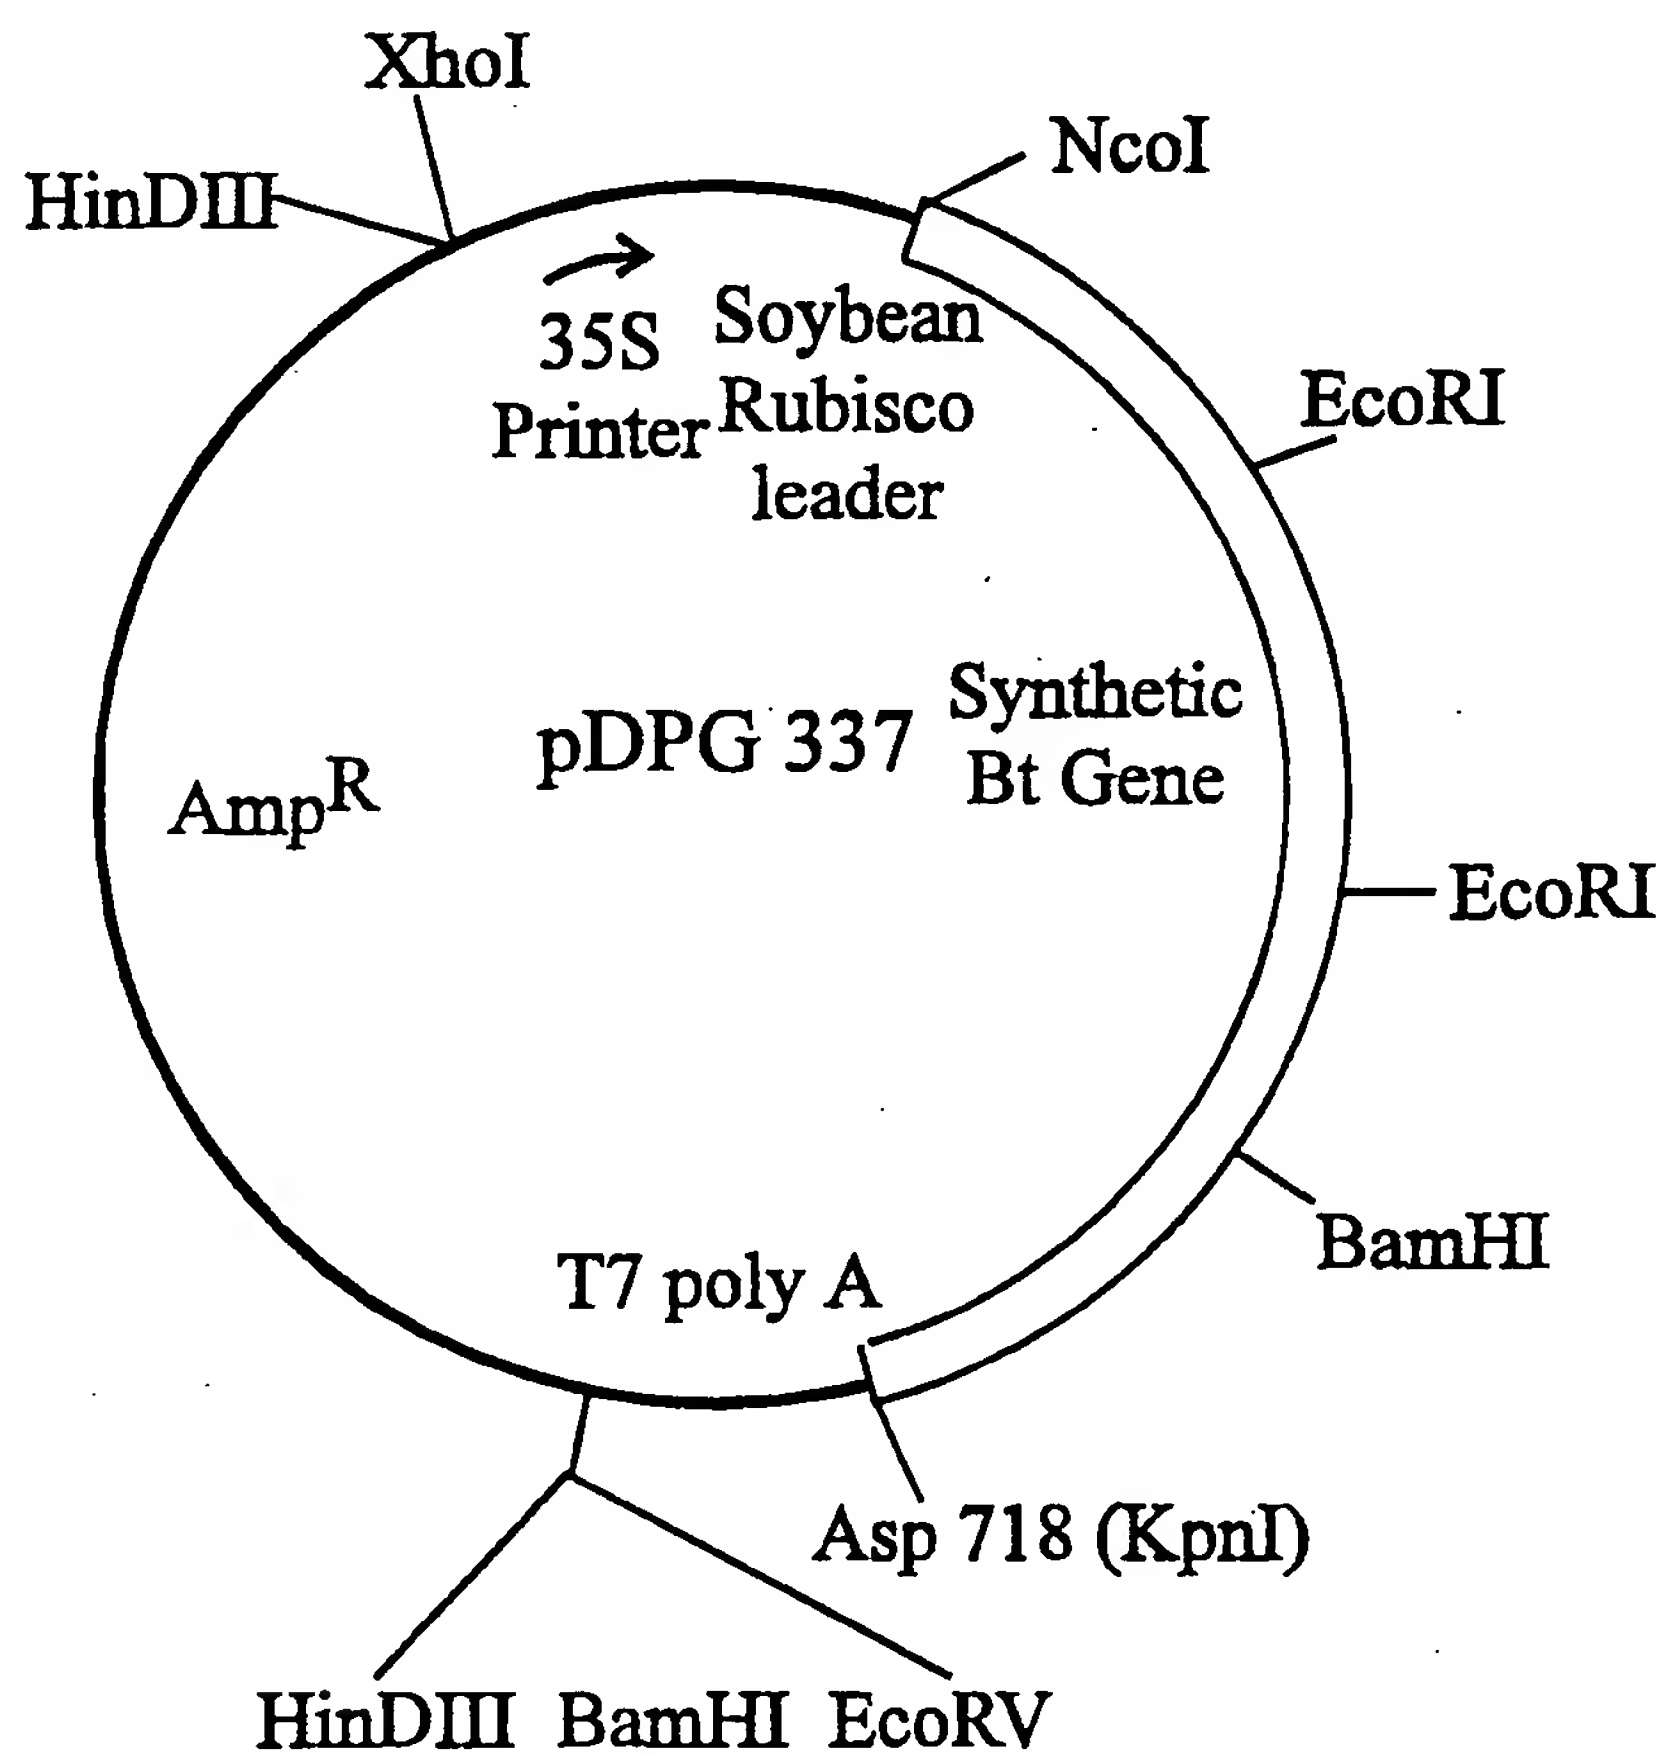 XhoI
NcoI
HinDIII
35S
Printer
Soybean
Rubisco
leader
EcoRI
pDPG 337
Synthetic
Bt Gene
Amp^R
EcoRI
BamHI
T7 poly A
Asp 718 (KpnI)
HinDIII BamHI EcoRV